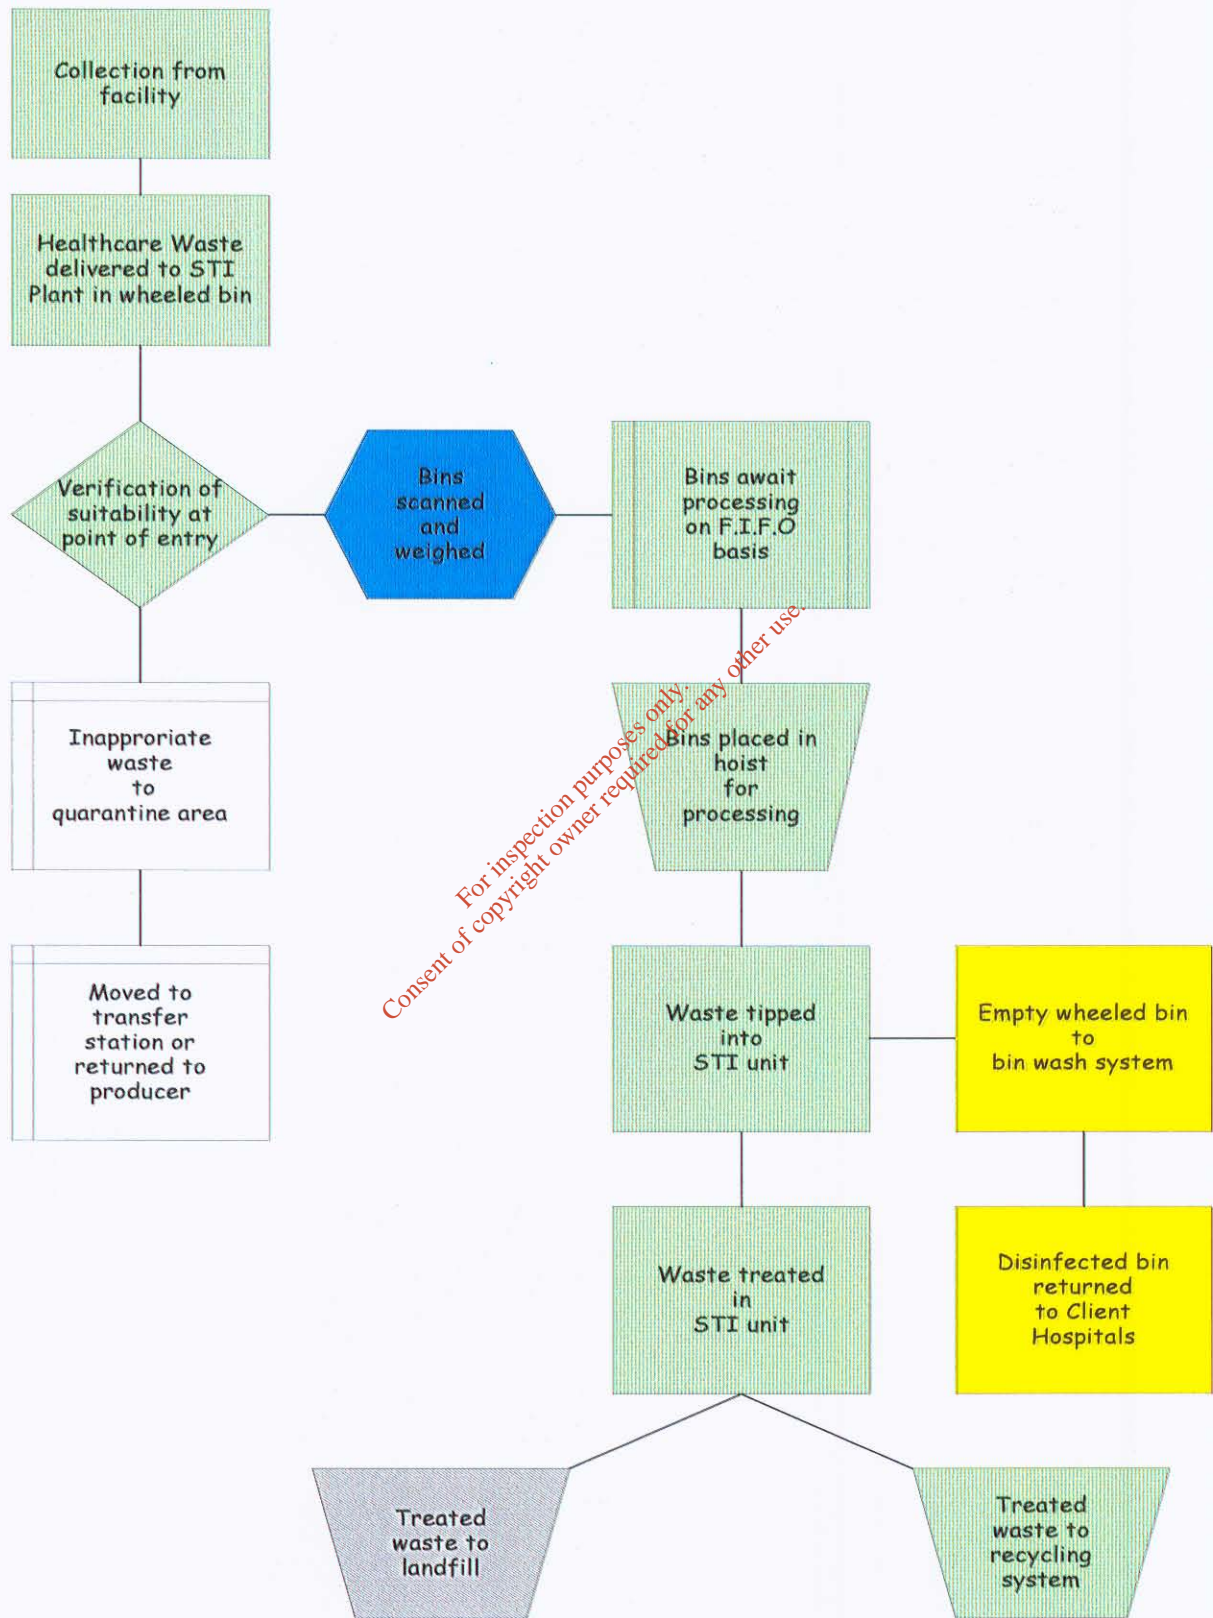 Collection from
facility
Healthcare Waste
delivered to STI
Plant in wheeled bin
Verification of
suitability at
point of entry
Bins
scanned
and
weighed
Bins await
processing
on F.I.F.O
basis
Inapproriate
waste
to
quarantine area
Bins placed in
hoist
for
processing
For inspection purposes only.
Consent of copyright owner required for any other use.
Moved to
transfer
station or
returned to
producer
Waste tipped
into
STI unit
Empty wheeled bin
to
bin wash system
Waste treated
in
STI unit
Disinfected bin
returned
to Client
Hospitals
Treated
waste to
landfill
Treated
waste to
recycling
system